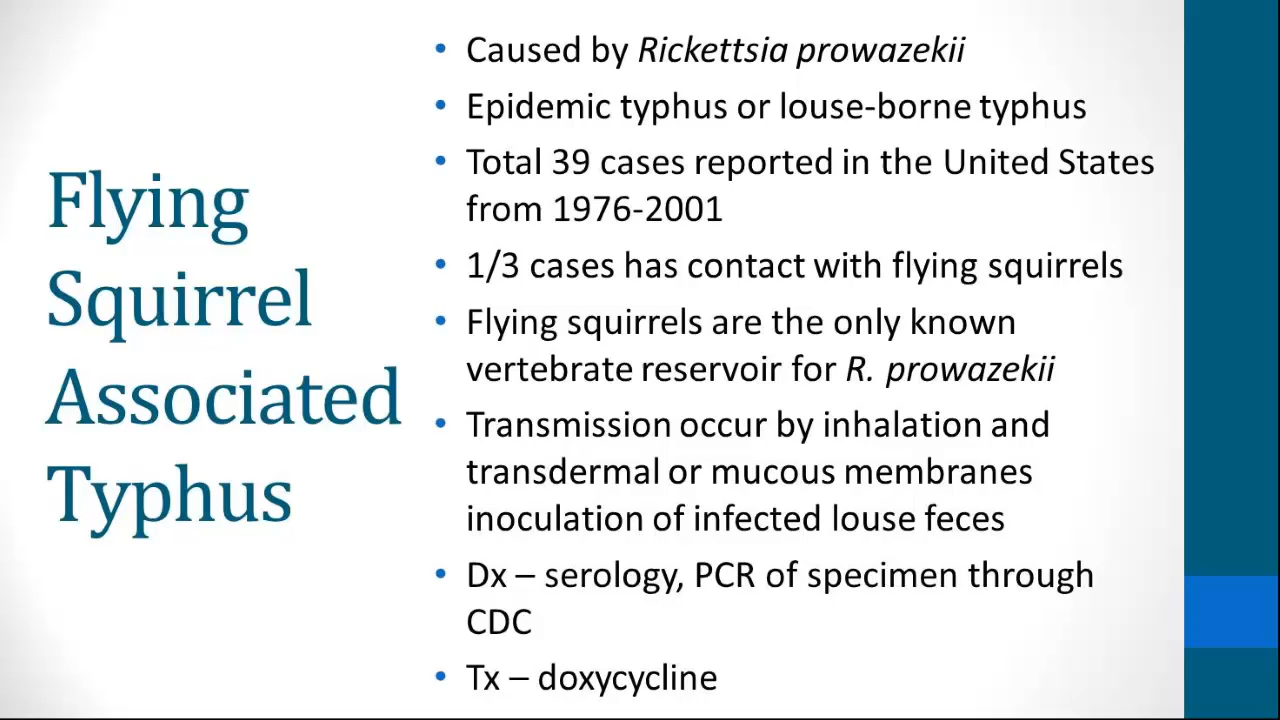 Flying
Squirrel
Associated
Typhus
• Caused by Rickettsia prowazekii
• Epidemic typhus or louse-borne typhus
• Total 39 cases reported in the United States
from 1976-2001
• 1/3 cases has contact with flying squirrels
• Flying squirrels are the only known
vertebrate reservoir for R. prowazekii
• Transmission occur by inhalation and
transdermal or mucous membranes
inoculation of infected louse feces
• Dx – serology, PCR of specimen through
CDC
• Tx – doxycycline